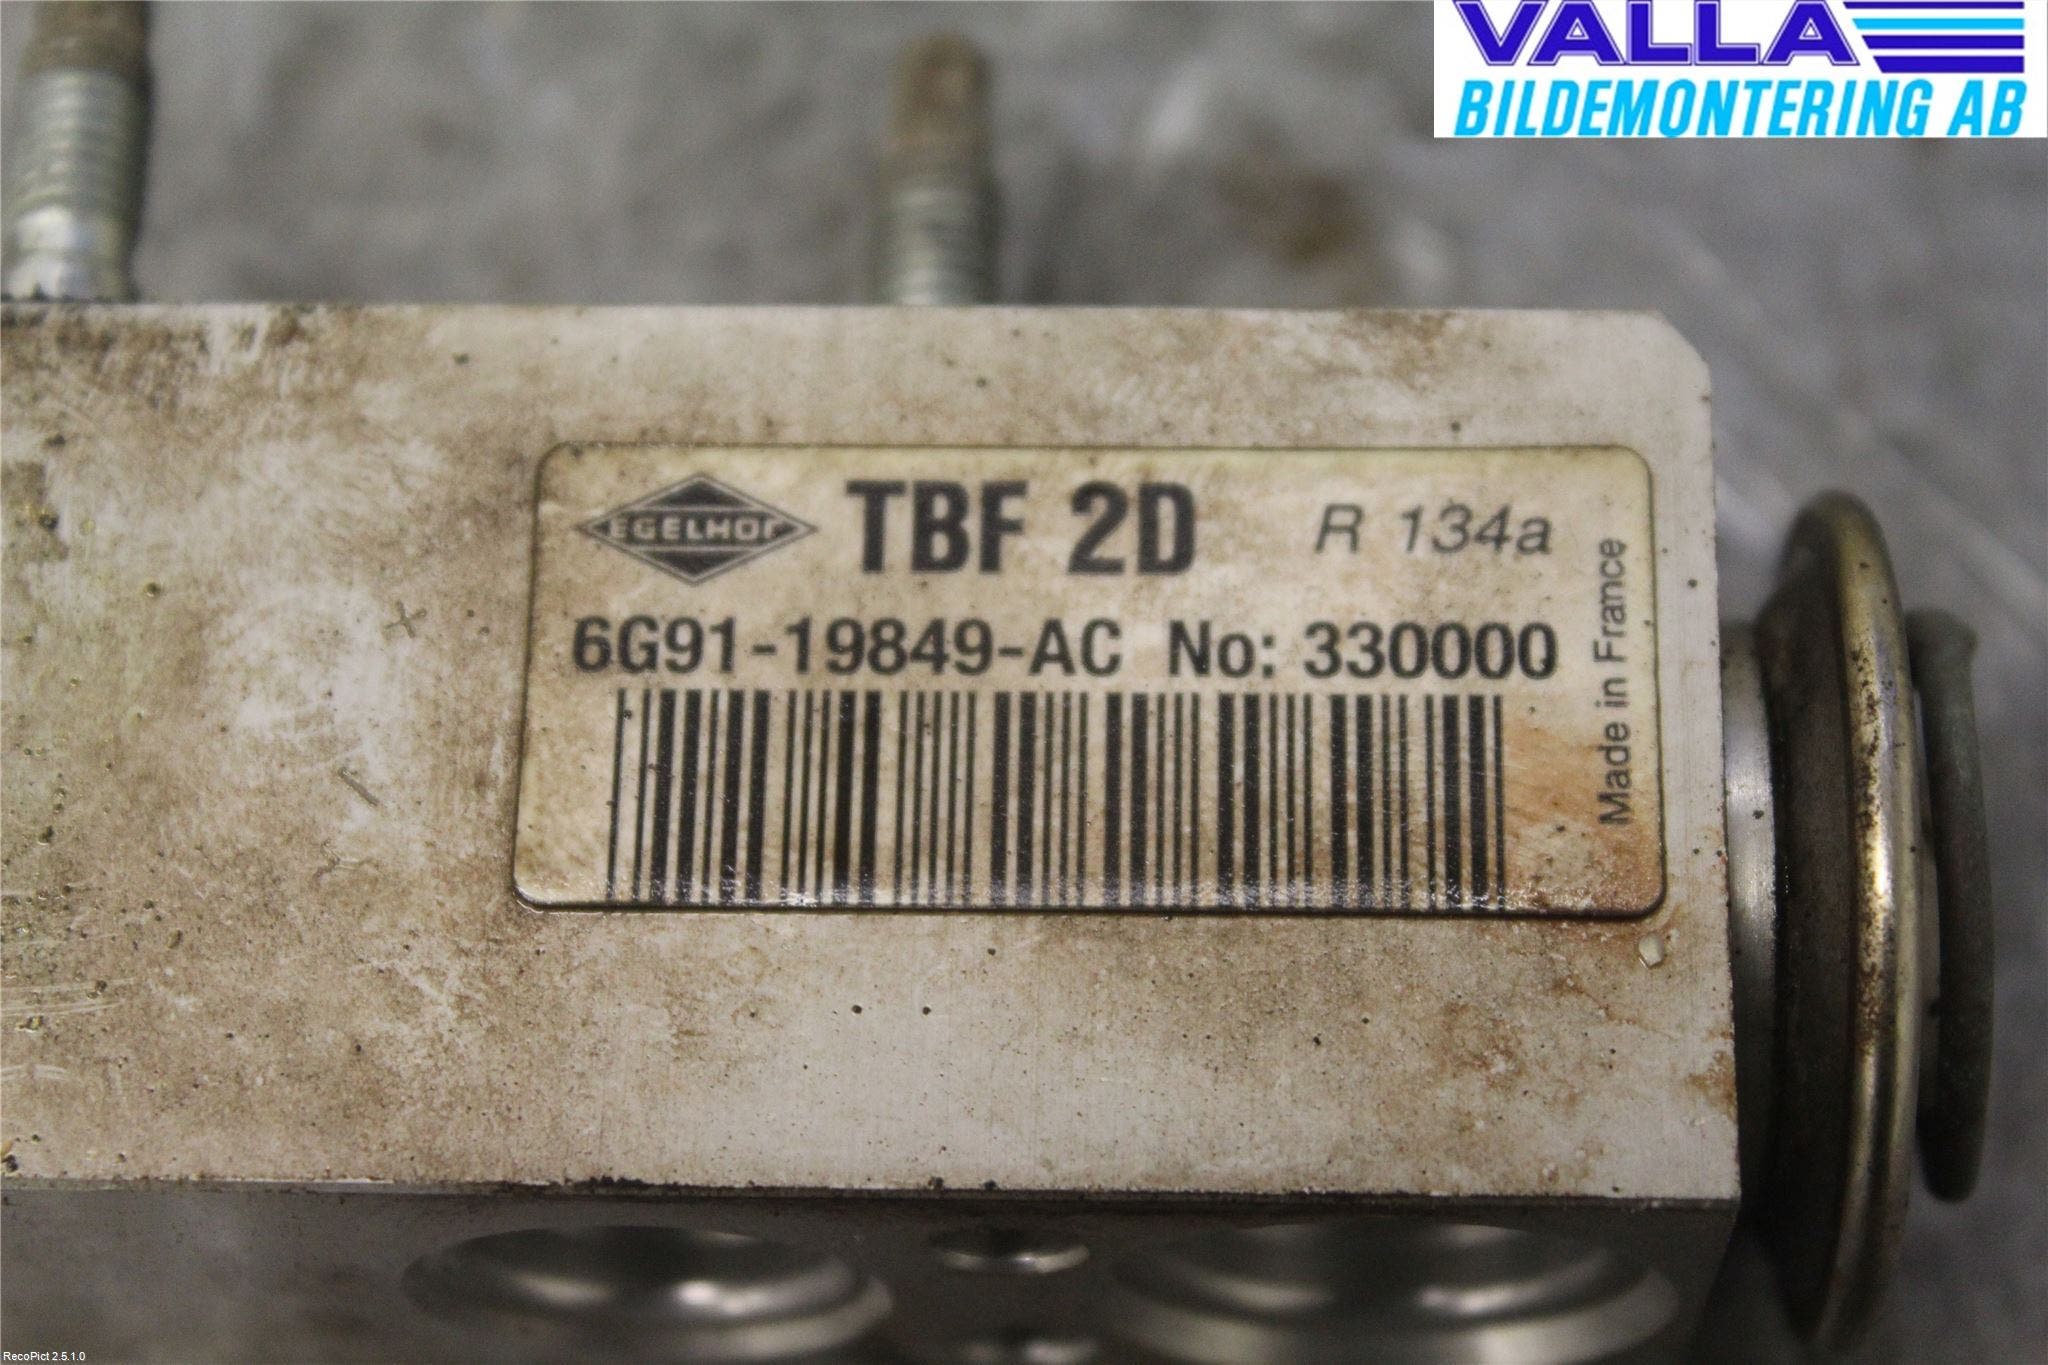 VALLA
BILDEMONTERING AB
EGELHOF TBF 2D R 134a
6G91-19849-AC No: 330000
Made in France
RecoPict 2.5.1.0